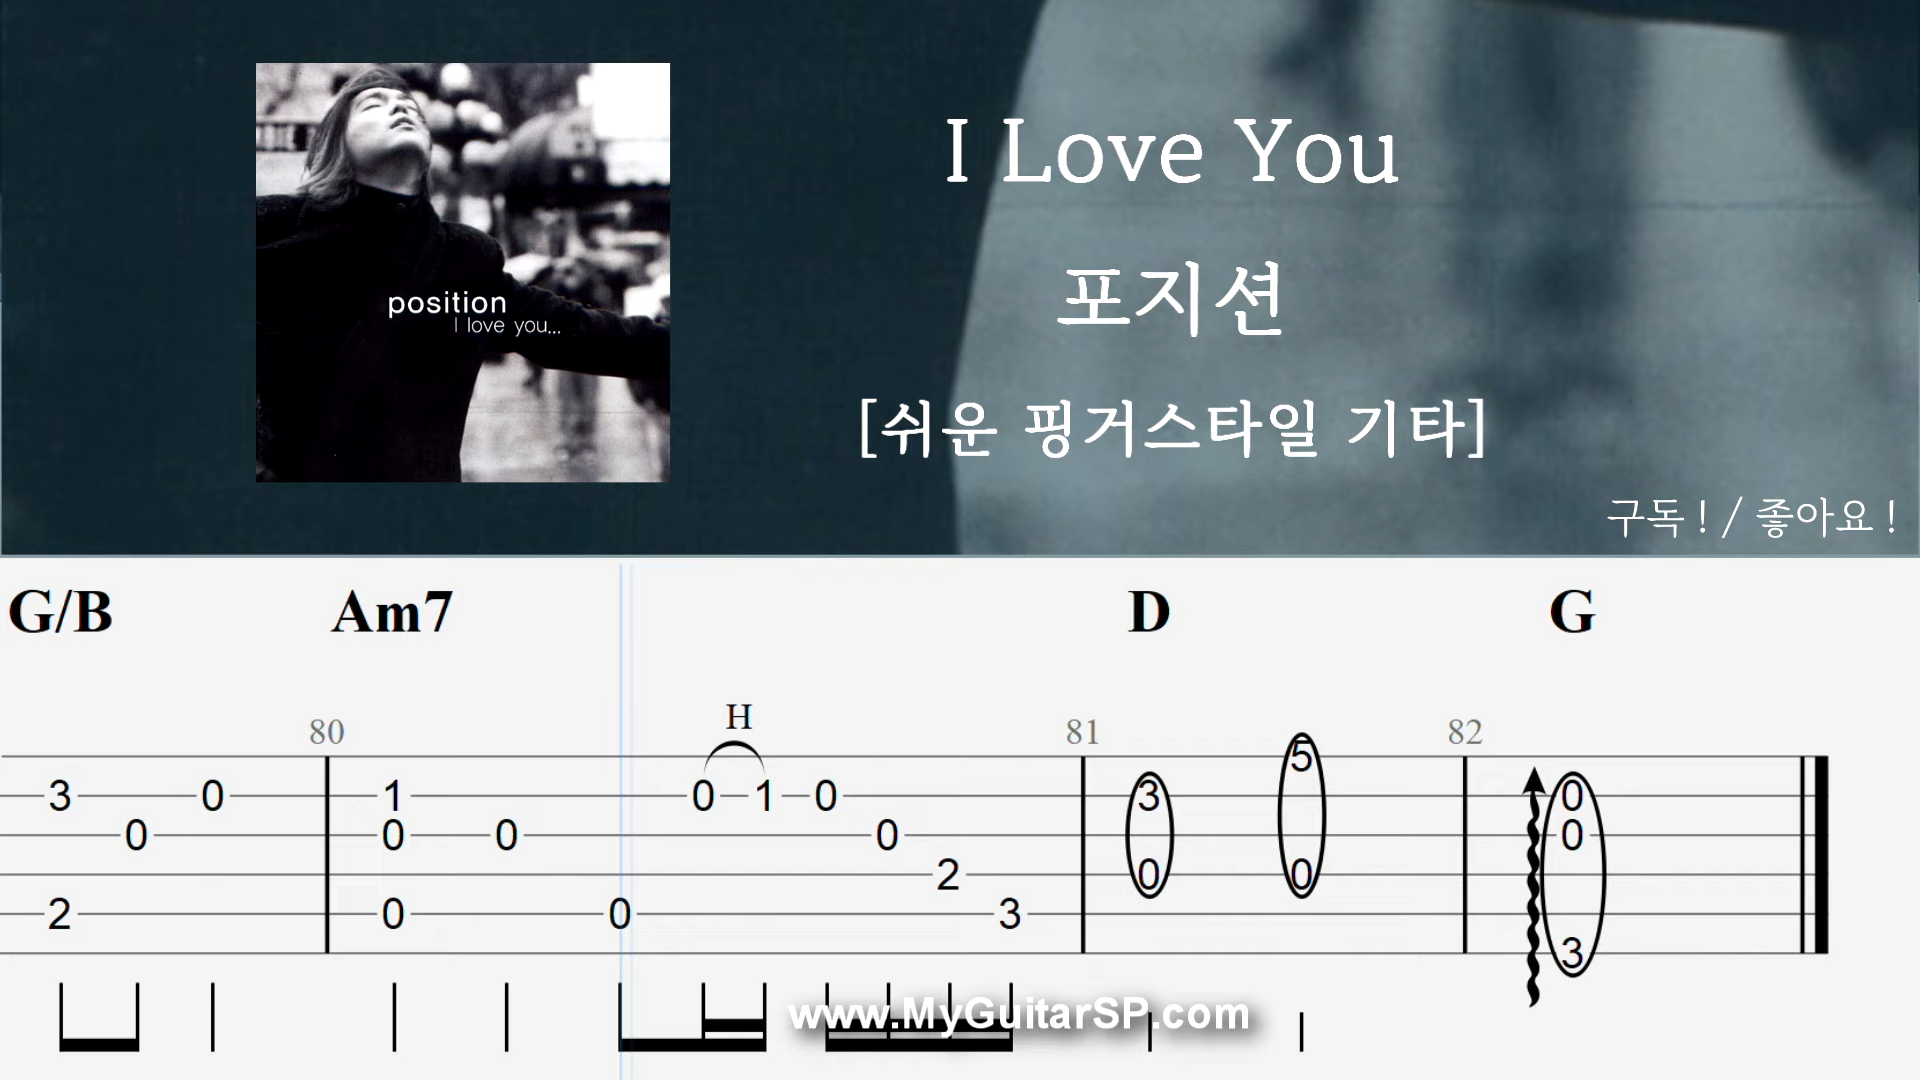 I Love You
포지션
[쉬운 핑거스타일 기타]
구독 ! / 좋아요 !
position
I love you...
G/B Am7 D G
80 H 81 82
5
3 0 1 0 1 0 3 0
0 0 0 0 0
2 0 0
2 0 0 3
3
www.MyGuitarSP.com